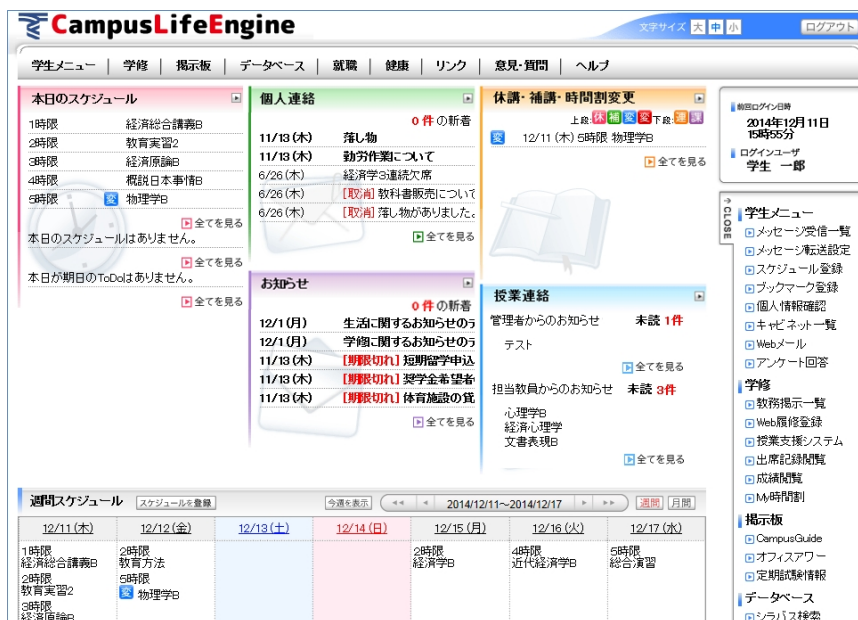 CampusLifeEngine
文字サイズ 大 中 小
ログアウト
学生メニュー | 学修 | 掲示板 | データベース | 就職 | 健康 | リンク | 意見・質問 | ヘルプ
本日のスケジュール
1時限 経済総合講義B
2時限 教育実習2
3時限 経済原論B
4時限 概説日本事情B
5時限 変 物理学B
全てを見る
本日のスケジュールはありません。
全てを見る
本日が期日のToDoはありません。
全てを見る
個人連絡
0 件 の新着
11/13(木) 落し物
11/13(木) 勤労作業について
6/26(木) 経済学3連続欠席
6/26(木) [取消] 教科書販売について
6/26(木) [取消] 落し物がありました。
全てを見る
お知らせ
0 件 の新着
12/1(月) 生活に関するお知らせのテ
12/1(月) 学修に関するお知らせのテ
11/13(木) [期限切れ] 短期留学申込
11/13(木) [期限切れ] 奨学金希望者
11/13(木) [期限切れ] 体育施設の貸
全てを見る
休講・補講・時間割変更
上段:休 補 変 変 下段:連 課
変 12/11(木)5時限 物理学B
全てを見る
授業連絡
管理者からのお知らせ 未読 1件
テスト
全てを見る
担当教員からのお知らせ 未読 3件
心理学B
経済心理学
文書表現B
全てを見る
前回ログイン日時
2014年12月11日
15時55分
ログインユーザ
学生 一郎
CLOSE
学生メニュー
メッセージ受信一覧
メッセージ転送設定
スケジュール登録
ブックマーク登録
個人情報確認
キャビネット一覧
Webメール
アンケート回答
学修
教務掲示一覧
Web履修登録
授業支援システム
出席記録閲覧
成績閲覧
My時間割
掲示板
CampusGuide
オフィスアワー
定期試験情報
データベース
シラバス検索
週間スケジュール スケジュールを登録 今週を表示 2014/12/11～2014/12/17 週間 月間
12/11(木) 12/12(金) 12/13(土) 12/14(日) 12/15(月) 12/16(火) 12/17(水)
1時限
経済総合講義B
2時限
教育実習2
3時限
経済原論B
2時限
教育方法
5時限
変 物理学B
2時限
経済学B
4時限
近代経済学B
5時限
総合演習